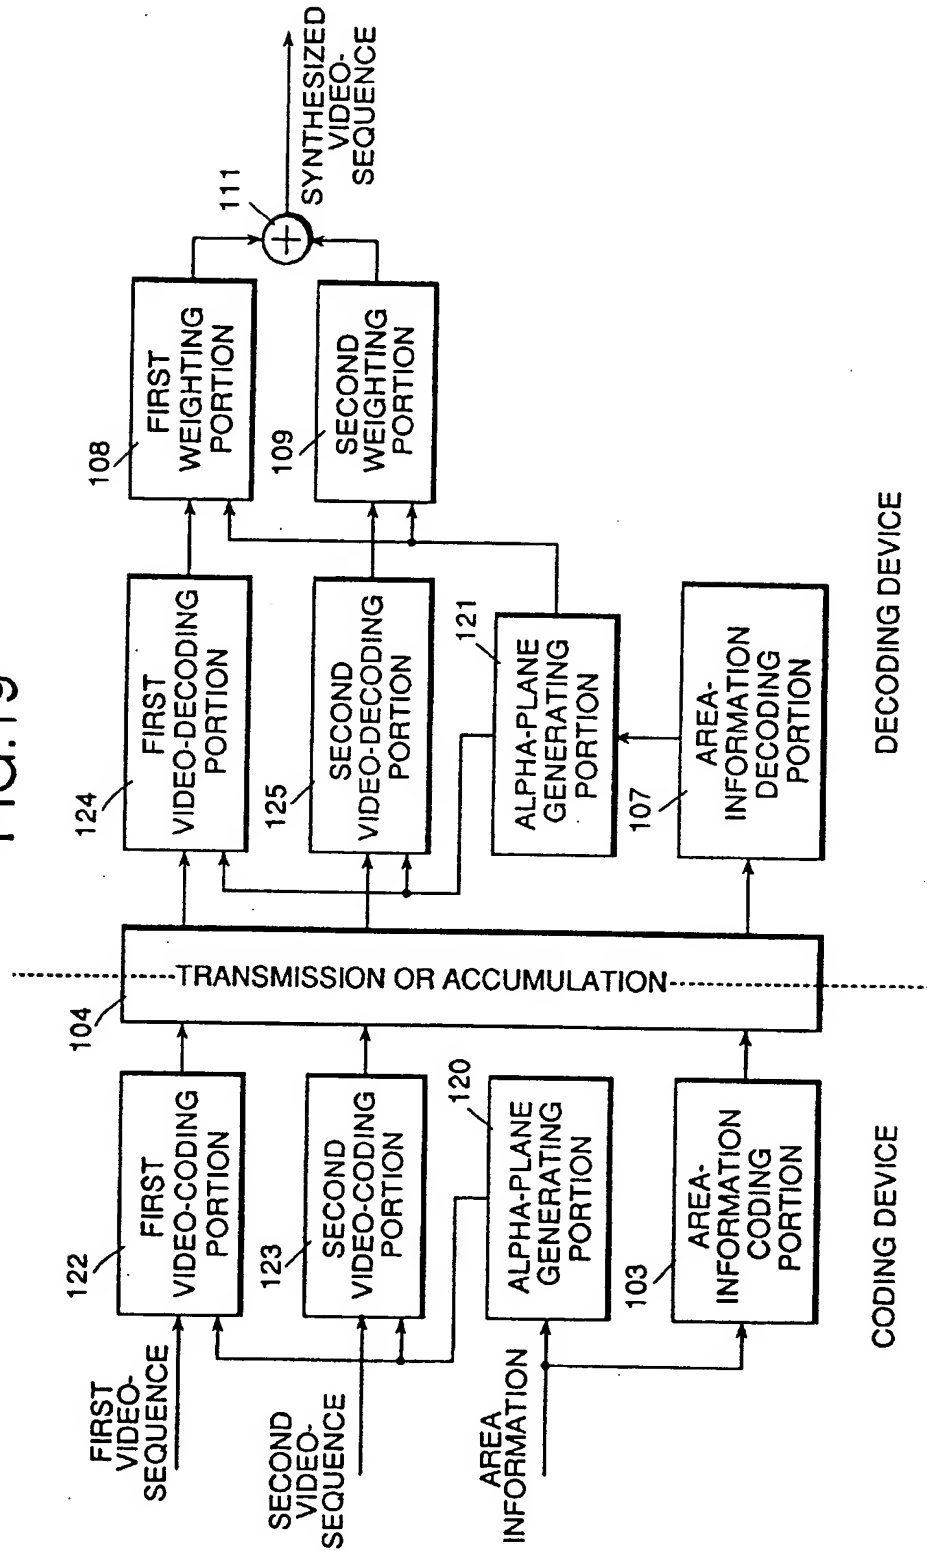 FIG.19
FIRST
VIDEO-
SEQUENCE
122
FIRST
VIDEO-CODING
PORTION
104
TRANSMISSION OR ACCUMULATION
124
FIRST
VIDEO-DECODING
PORTION
108
FIRST
WEIGHTING
PORTION
111
SYNTHESIZED
VIDEO-
SEQUENCE
SECOND
VIDEO-
SEQUENCE
123
SECOND
VIDEO-CODING
PORTION
125
SECOND
VIDEO-DECODING
PORTION
109
SECOND
WEIGHTING
PORTION
AREA
INFORMATION
120
ALPHA-PLANE
GENERATING
PORTION
121
ALPHA-PLANE
GENERATING
PORTION
103
AREA-
INFORMATION
CODING
PORTION
107
AREA-
INFORMATION
DECODING
PORTION
CODING DEVICE
DECODING DEVICE